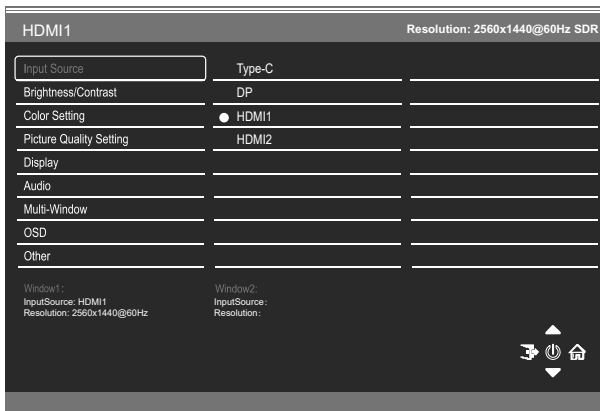 HDMI1
Resolution: 2560x1440@60Hz SDR
Input Source
Type-C
Brightness/Contrast
DP
Color Setting
HDMI1
Picture Quality Setting
HDMI2
Display
Audio
Multi-Window
OSD
Other
Window1:
Window2:
InputSource: HDMI1
InputSource:
Resolution: 2560x1440@60Hz
Resolution: